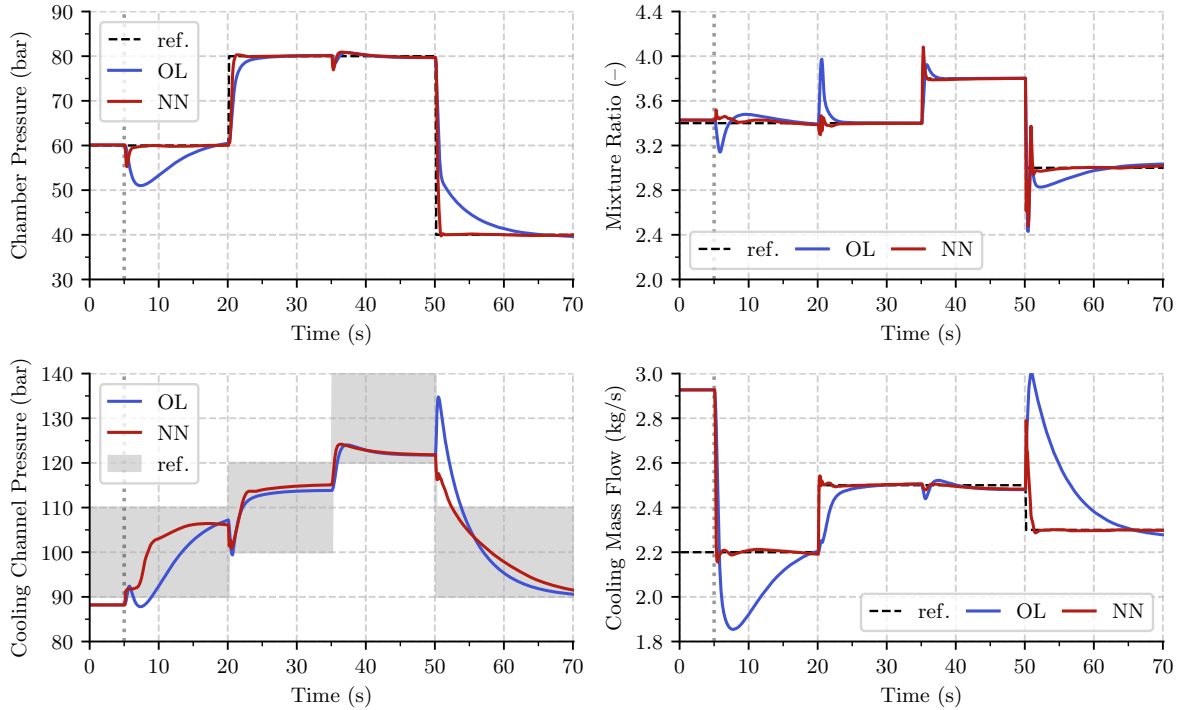 Chamber Pressure (bar)
90
80
70
60
50
40
30
ref.
OL
NN
0 10 20 30 40 50 60 70
Time (s)
Mixture Ratio (−)
4.4
4.0
3.6
3.2
2.8
2.4
2.0
ref. OL NN
0 10 20 30 40 50 60 70
Time (s)
Cooling Channel Pressure (bar)
140
130
120
110
100
90
80
OL
NN
ref.
0 10 20 30 40 50 60 70
Time (s)
Cooling Mass Flow (kg/s)
3.0
2.8
2.6
2.4
2.2
2.0
1.8
ref. OL NN
0 10 20 30 40 50 60 70
Time (s)